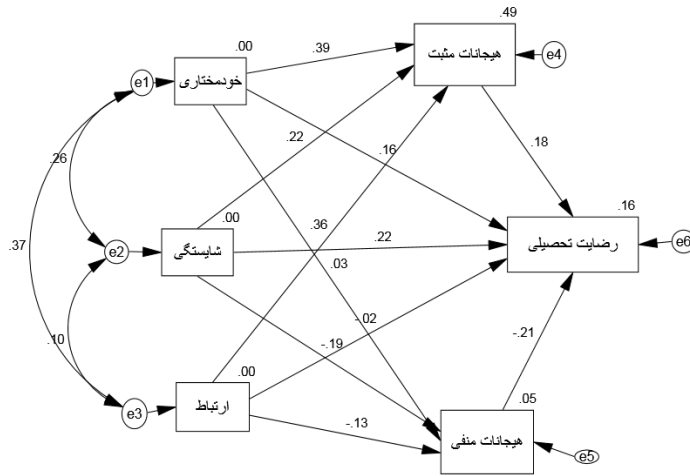 .49
.00
.39
هیجانات مثبت
e4
e1
خودمختاری
.22
.18
.26
.16
.16
.00
.36
رضایت تحصیلی
e6
.37
e2
شایستگی
.22
.03
-.02
.10
-.19
-.21
.00
.05
e3
ارتباط
-.13
هیجانات منفی
e5